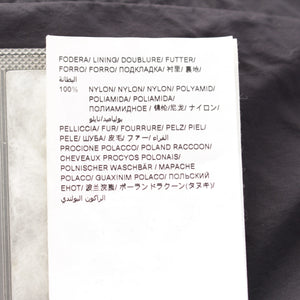 FODERA/ LINING/ DOUBLURE/ FUTTER/
FORRO/ FORRO/ ПОДКЛАДКА/ 衬里/ 裏地/
البطانة
100% NYLON/ NYLON/ NYLON/ POLYAMID/
POLIAMIDA/ POLIAMIDA/
ПОЛИАМИД/ 锦纶/尼龙/ ナイロン/
بولياميد/نايلو
PELLICCIA/ FUR/ FOURRURE/ PELZ/ PIEL/
PELE/ ШУБА/ 皮毛/ ファー/ الفراء
PROCIONE POLACCO/ POLAND RACCOON/
CHEVEAUX PROCYOS POLONAIS/
POLNISCHER WASCHBÄR / MAPACHE
POLACO/ GUAXINIM POLACO/ ПОЛЬСКИЙ
ЕНОТ/ 波兰浣熊/ ポーランドラクーン(タヌキ)/
الراكون البولندي